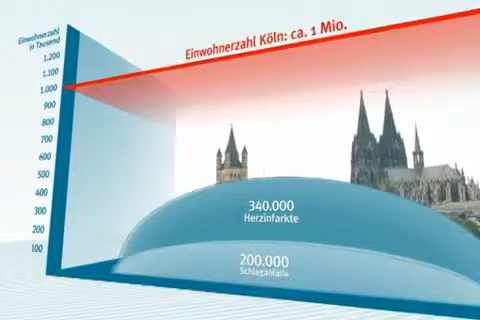 Einwohnerzahl
in Tausend
1.200
1.100
1.000
900
800
700
600
500
400
300
200
100
Einwohnerzahl Köln: ca. 1 Mio.
340.000
Herzinfarkte
200.000
Schlaganfälle